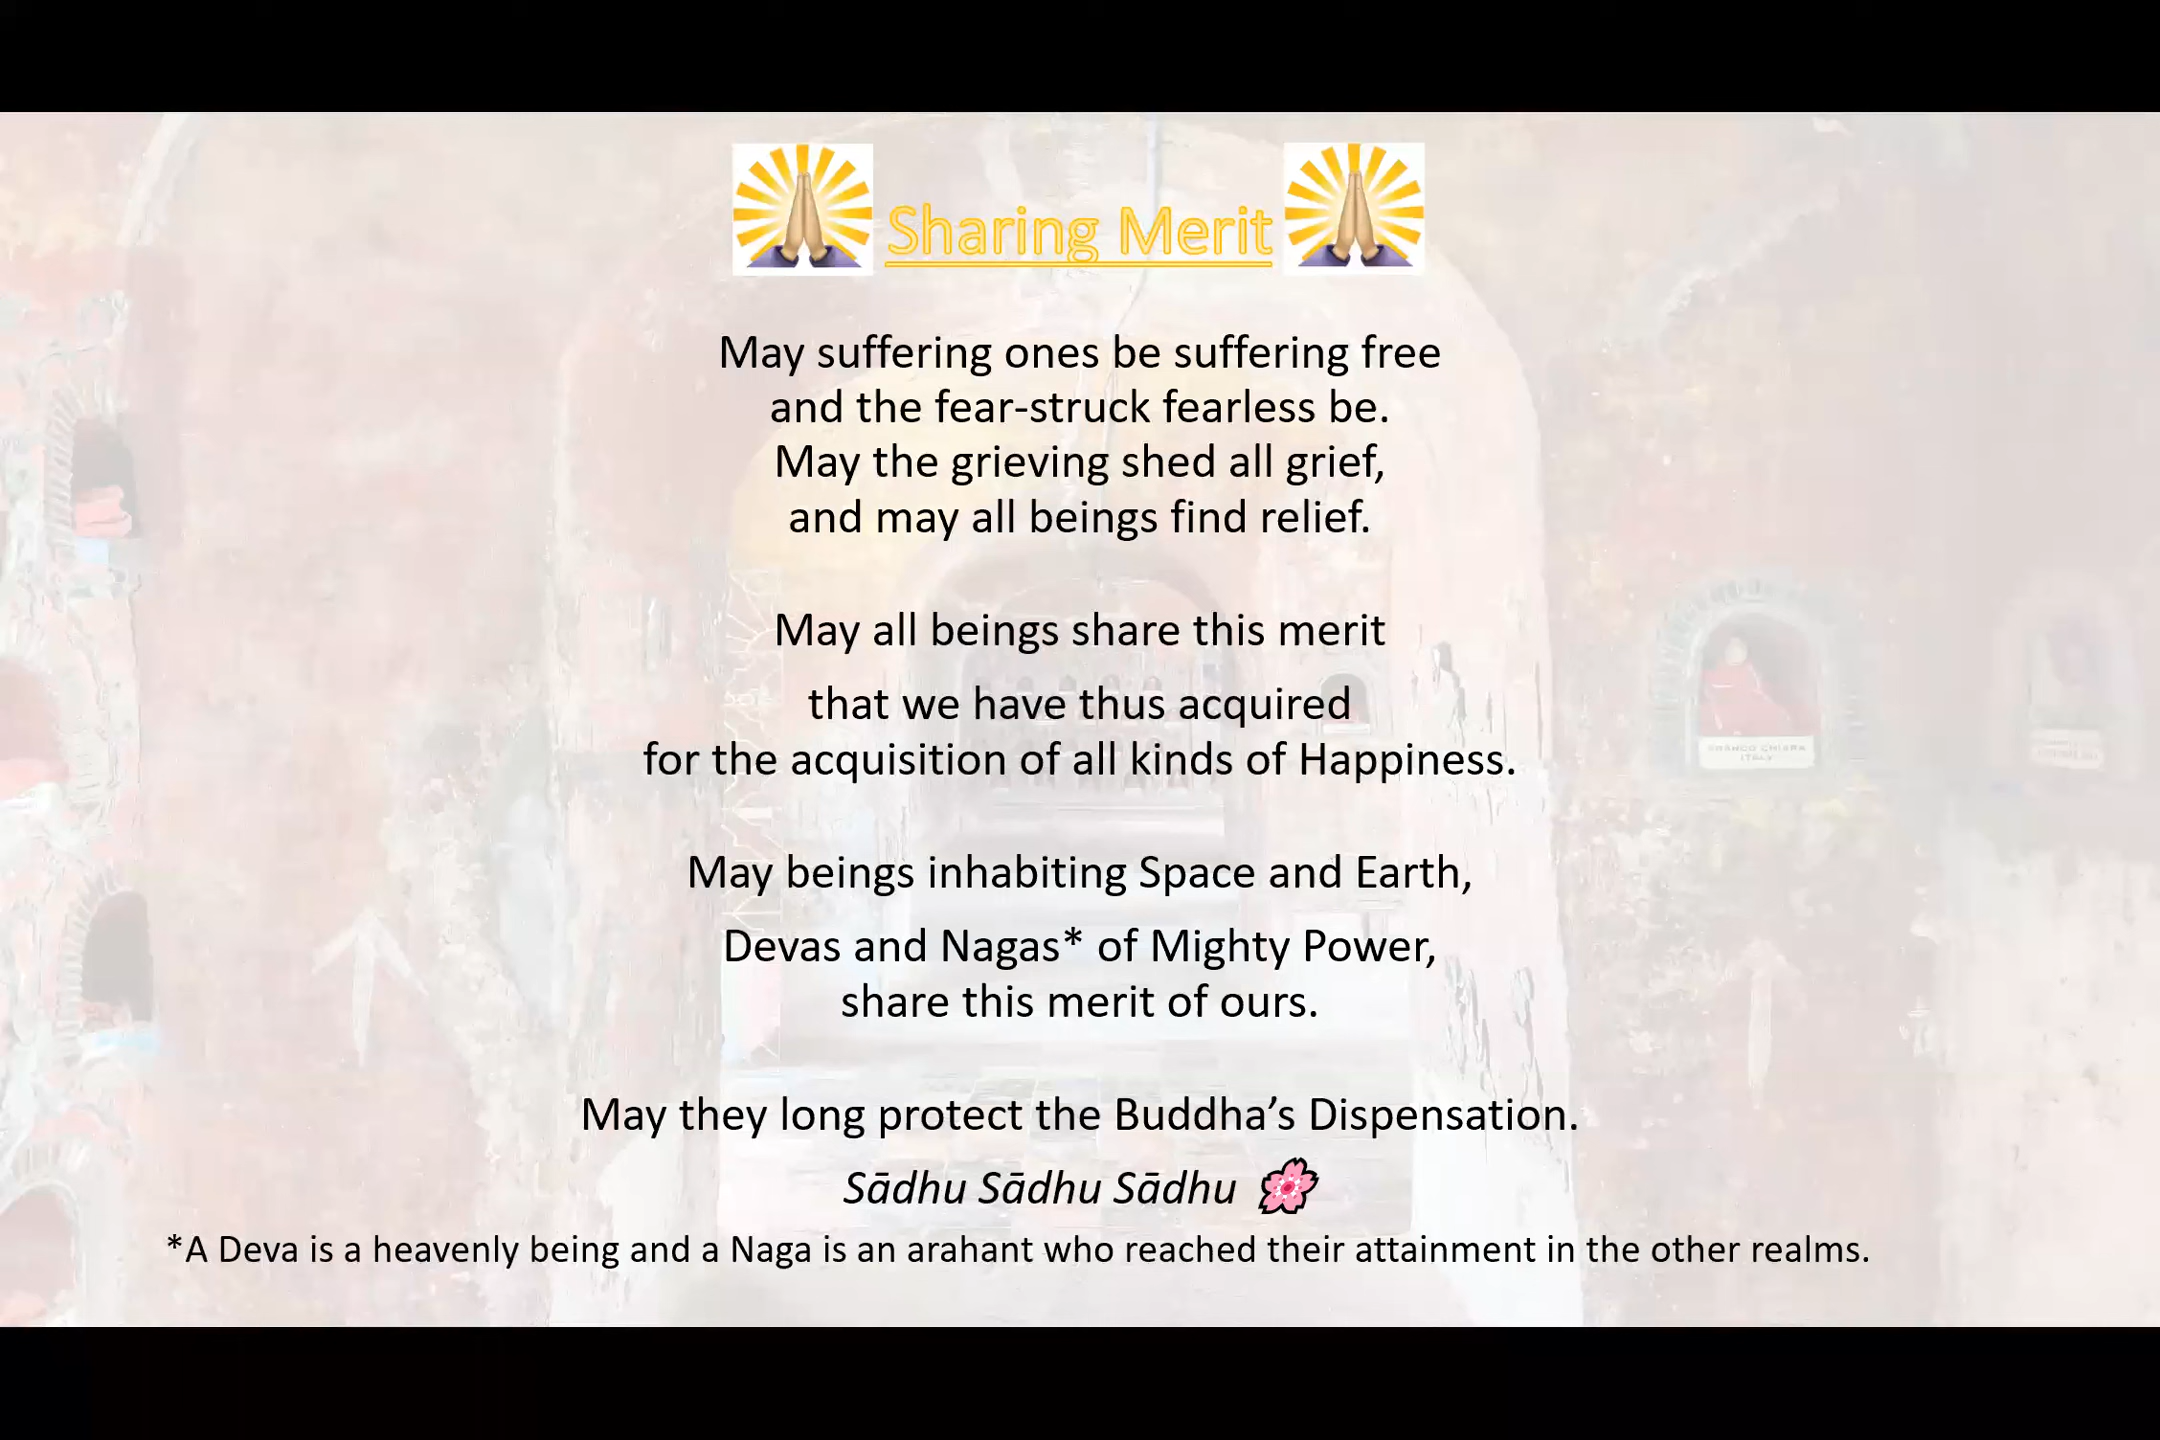 Sharing Merit
May suffering ones be suffering free
and the fear-struck fearless be.
May the grieving shed all grief,
and may all beings find relief.
May all beings share this merit
that we have thus acquired
for the acquisition of all kinds of Happiness.
May beings inhabiting Space and Earth,
Devas and Nagas* of Mighty Power,
share this merit of ours.
May they long protect the Buddha’s Dispensation.
Sādhu Sādhu Sādhu
*A Deva is a heavenly being and a Naga is an arahant who reached their attainment in the other realms.
FRANCO CHIARA
ITALY